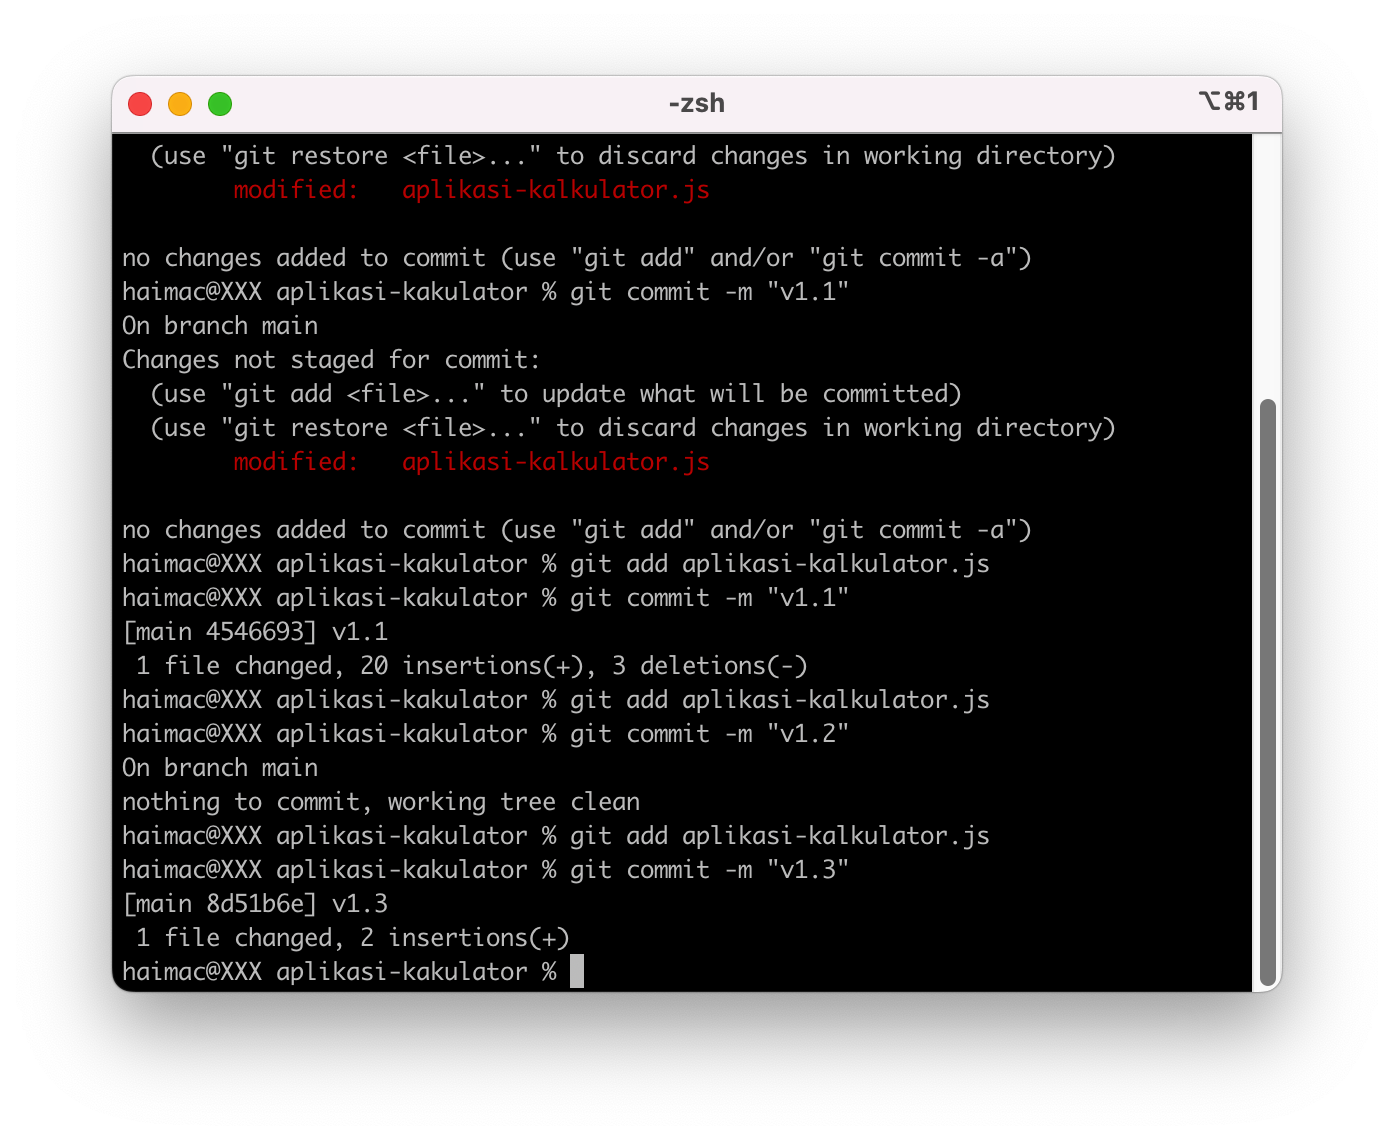 -zsh
⌥⌘1
(use "git restore <file>..." to discard changes in working directory)
modified:   aplikasi-kalkulator.js
no changes added to commit (use "git add" and/or "git commit -a")
haimac@XXX aplikasi-kakulator % git commit -m "v1.1"
On branch main
Changes not staged for commit:
(use "git add <file>..." to update what will be committed)
(use "git restore <file>..." to discard changes in working directory)
modified:   aplikasi-kalkulator.js
no changes added to commit (use "git add" and/or "git commit -a")
haimac@XXX aplikasi-kakulator % git add aplikasi-kalkulator.js
haimac@XXX aplikasi-kakulator % git commit -m "v1.1"
[main 4546693] v1.1
1 file changed, 20 insertions(+), 3 deletions(-)
haimac@XXX aplikasi-kakulator % git add aplikasi-kalkulator.js
haimac@XXX aplikasi-kakulator % git commit -m "v1.2"
On branch main
nothing to commit, working tree clean
haimac@XXX aplikasi-kakulator % git add aplikasi-kalkulator.js
haimac@XXX aplikasi-kakulator % git commit -m "v1.3"
[main 8d51b6e] v1.3
1 file changed, 2 insertions(+)
haimac@XXX aplikasi-kakulator %